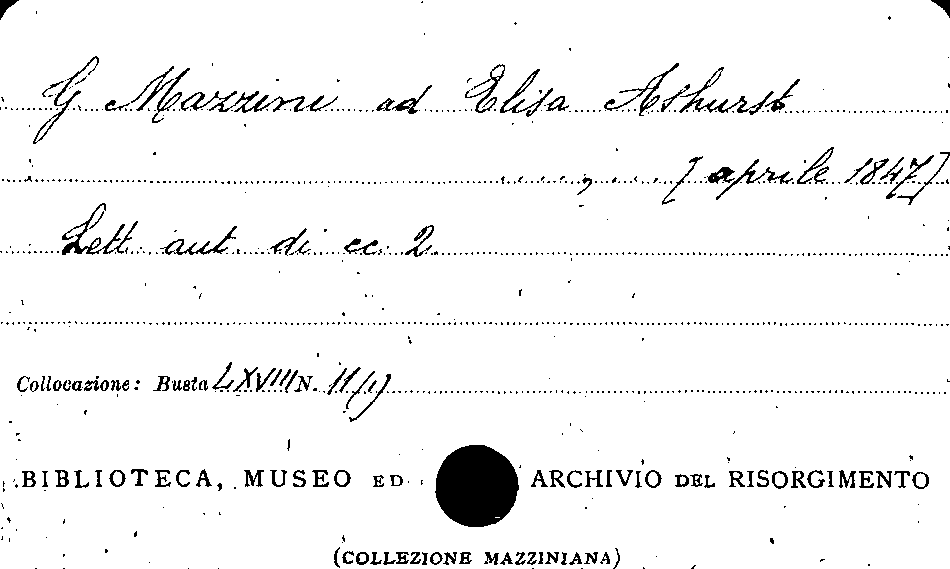 G. Mazzini ad Elisa Ashurst
...., ... [aprile 1847]
Lett. aut. di cc. 2.
Collocazione: Busta LXVIII N. 11/1)
BIBLIOTECA, MUSEO ED ARCHIVIO DEL RISORGIMENTO
(COLLEZIONE MAZZINIANA)